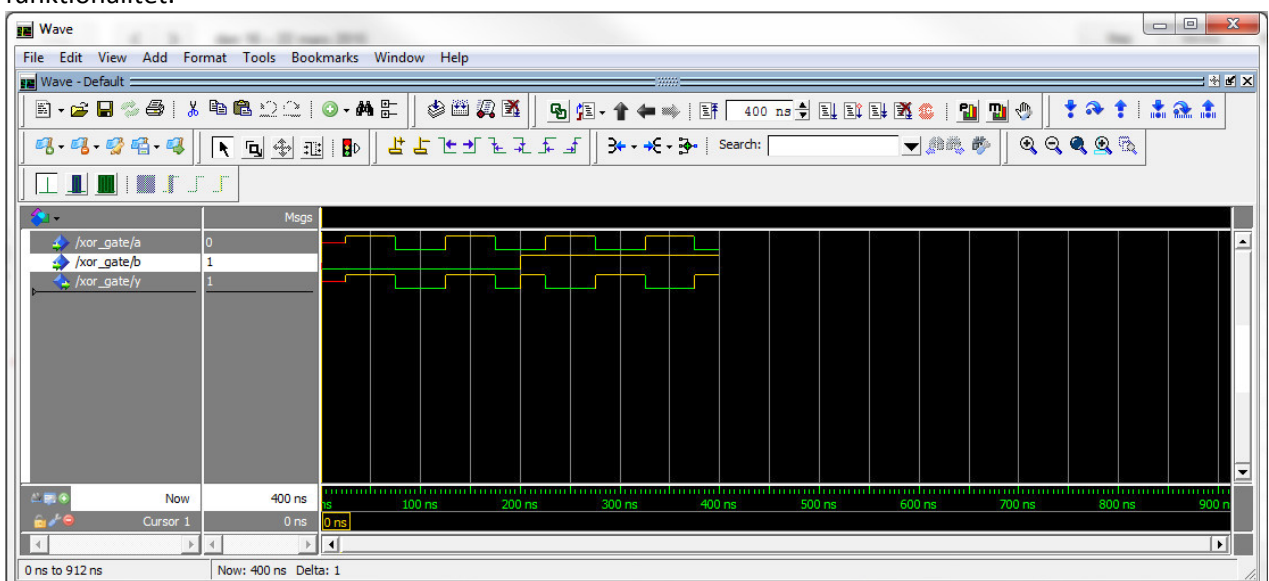 funktionalitet.
Wave
File Edit View Add Format Tools Bookmarks Window Help
Wave - Default
400 ns
Search:
Msgs
/xor_gate/a 0
/xor_gate/b 1
/xor_gate/y 1
Now 400 ns
ns 100 ns 200 ns 300 ns 400 ns 500 ns 600 ns 700 ns 800 ns 900 n
Cursor 1 0 ns 0 ns
0 ns to 912 ns Now: 400 ns Delta: 1